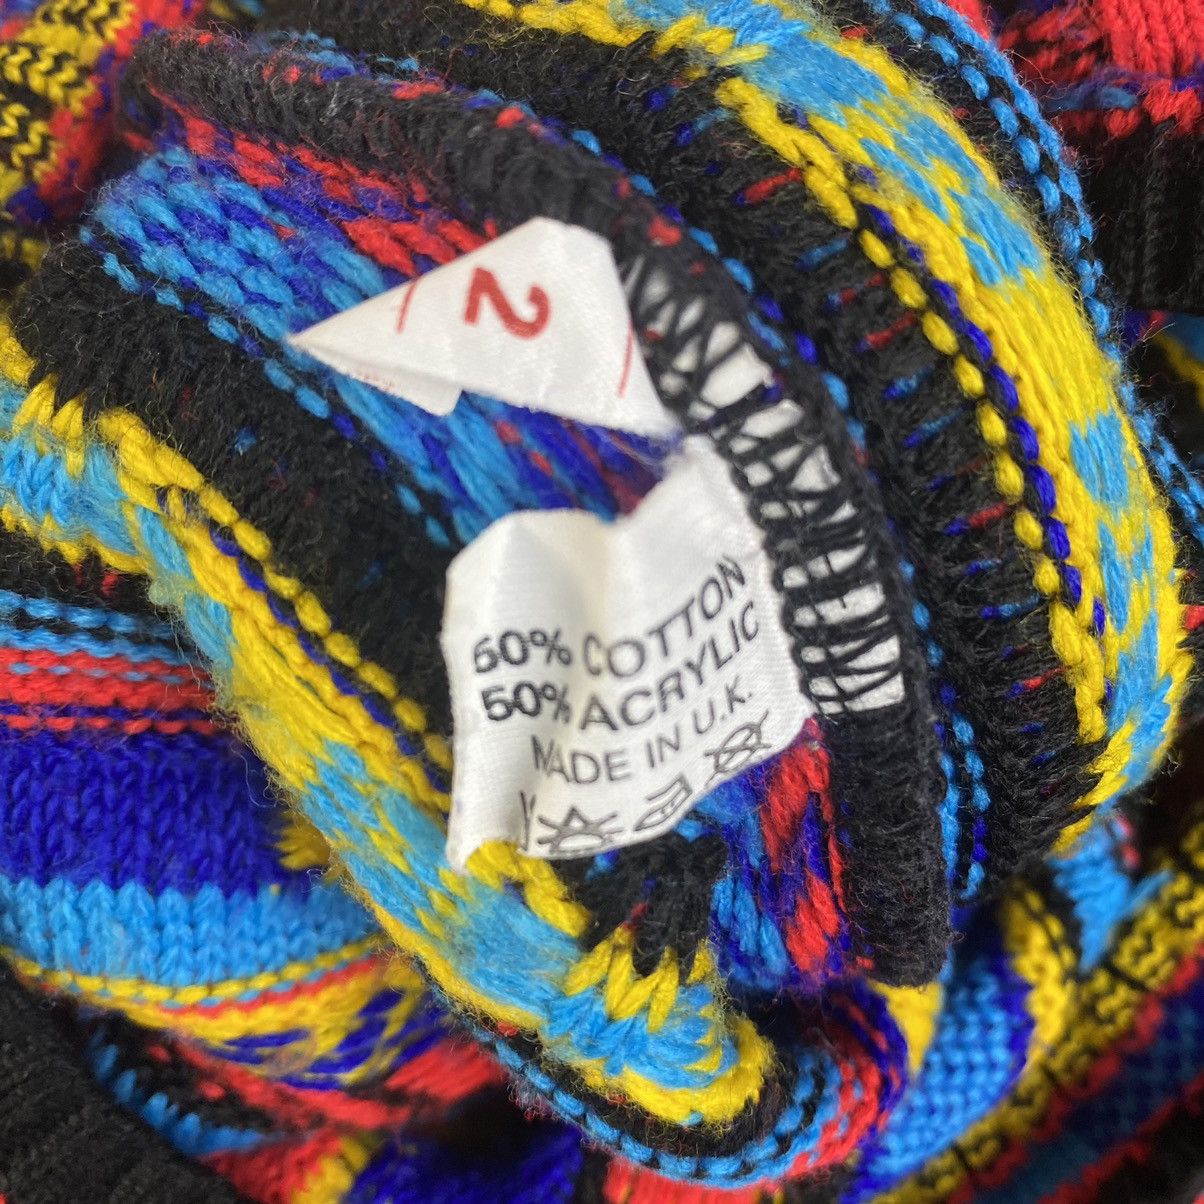 2
50% COTTON
50% ACRYLIC
MADE IN U.K.